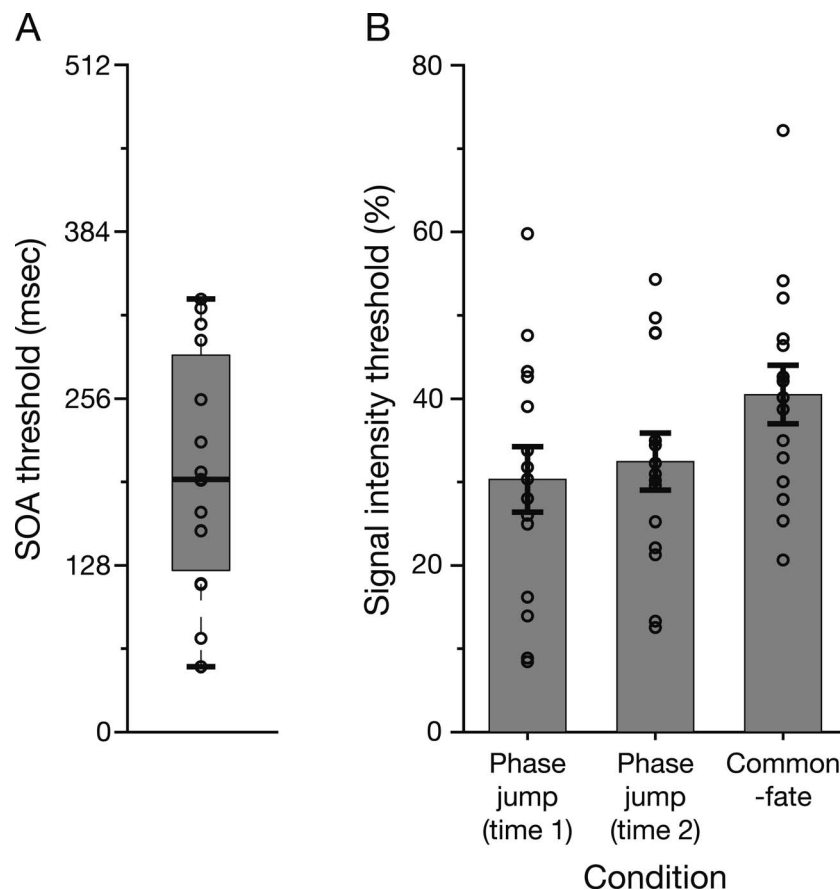 A
SOA threshold (msec)
512
384
256
128
0
B
Signal intensity threshold (%)
80
60
40
20
0
Phase
jump
(time 1)
Phase
jump
(time 2)
Common
-fate
Condition